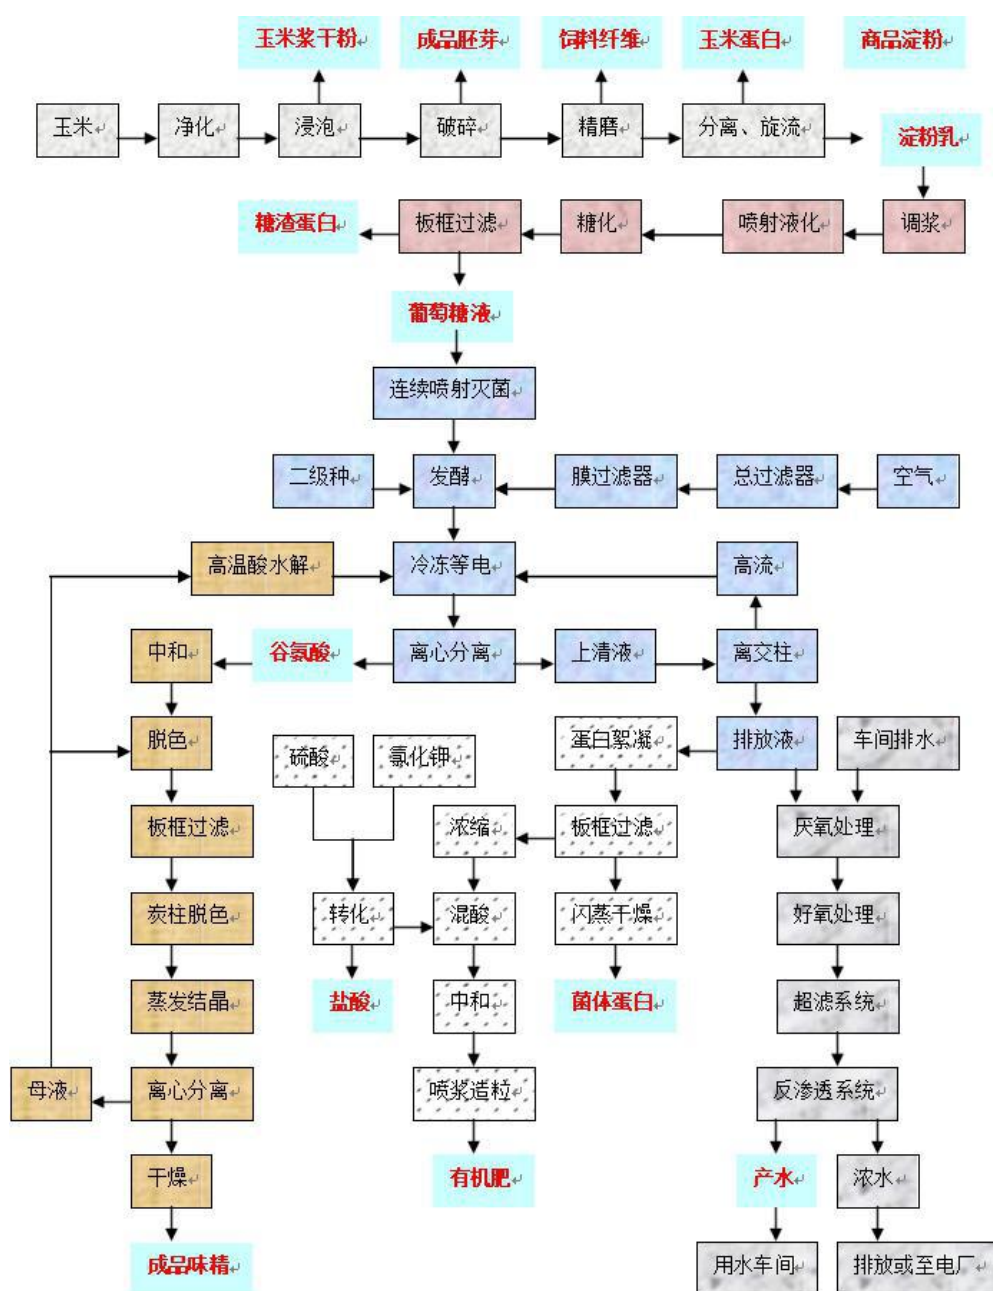 玉米浆干粉
成品胚芽
饲料纤维
玉米蛋白
商品淀粉
玉米
净化
浸泡
破碎
精磨
分离、旋流
淀粉乳
糖渣蛋白
板框过滤
糖化
喷射液化
调浆
葡萄糖液
连续喷射灭菌
二级种
发酵
膜过滤器
总过滤器
空气
高温酸水解
冷冻等电
高流
中和
谷氨酸
离心分离
上清液
离交柱
脱色
硫酸
氯化钾
蛋白絮凝
排放液
车间排水
板框过滤
浓缩
板框过滤
厌氧处理
炭柱脱色
转化
混酸
闪蒸干燥
好氧处理
蒸发结晶
盐酸
中和
菌体蛋白
超滤系统
母液
离心分离
喷浆造粒
反渗透系统
干燥
有机肥
产水
浓水
成品味精
用水车间
排放或至电厂